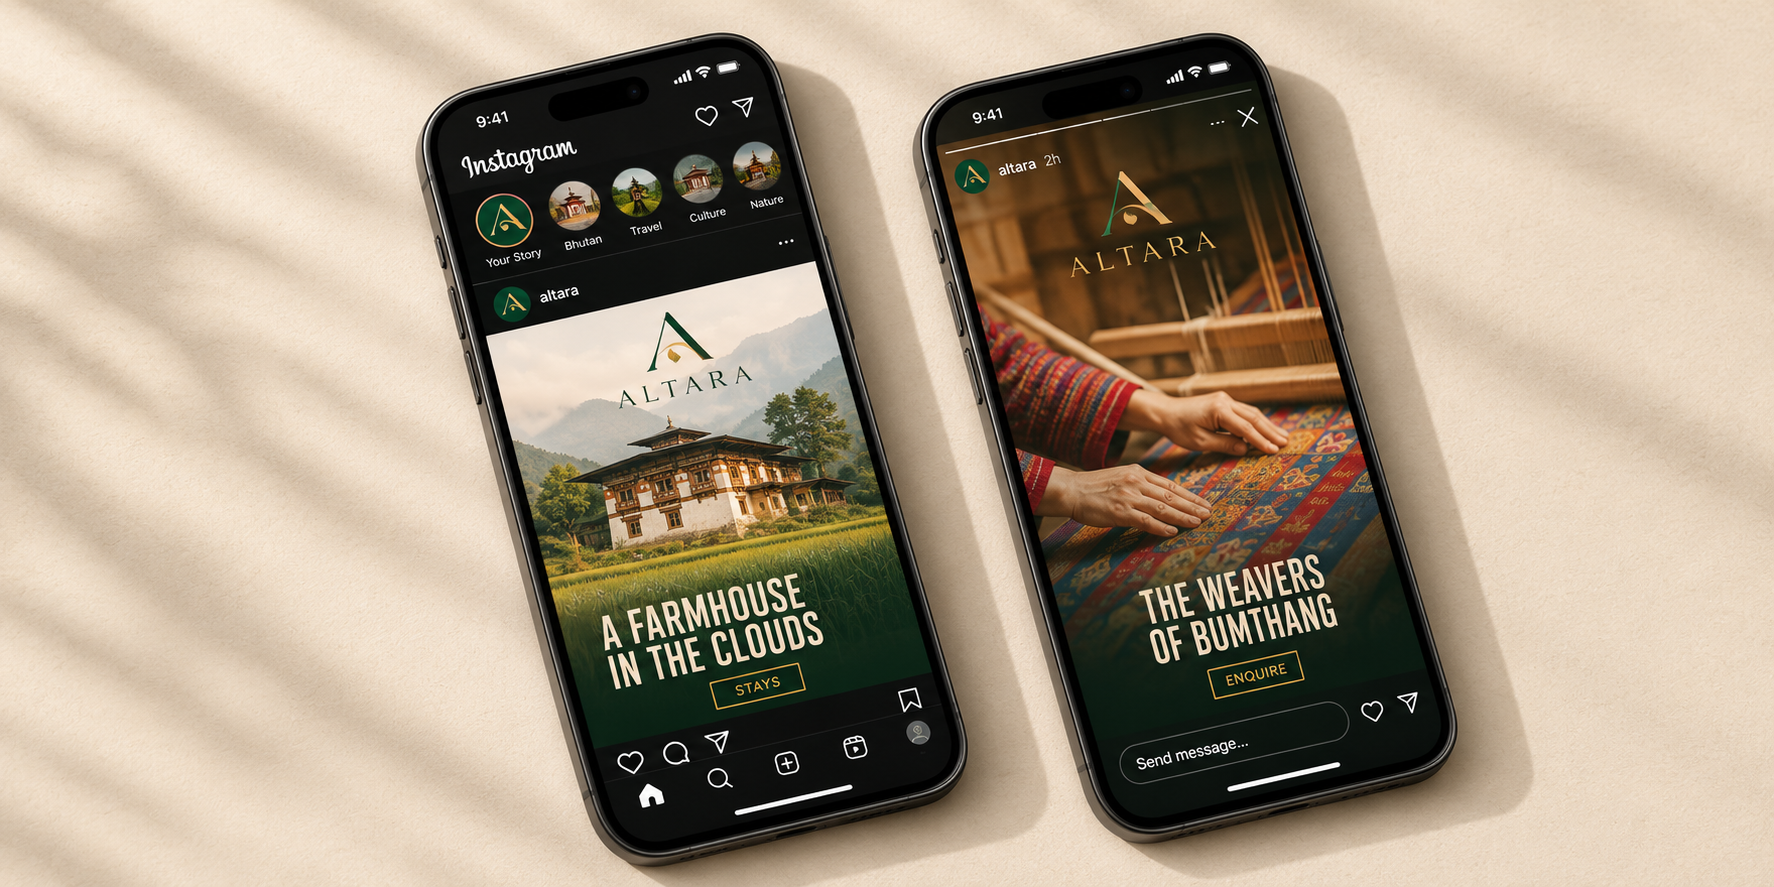 9:41
Instagram
Your Story
Bhutan
Travel
Culture
Nature
altara
ALTARA
A FARMHOUSE
IN THE CLOUDS
STAYS
9:41
altara 2h
ALTARA
THE WEAVERS
OF BUMTHANG
ENQUIRE
Send message...